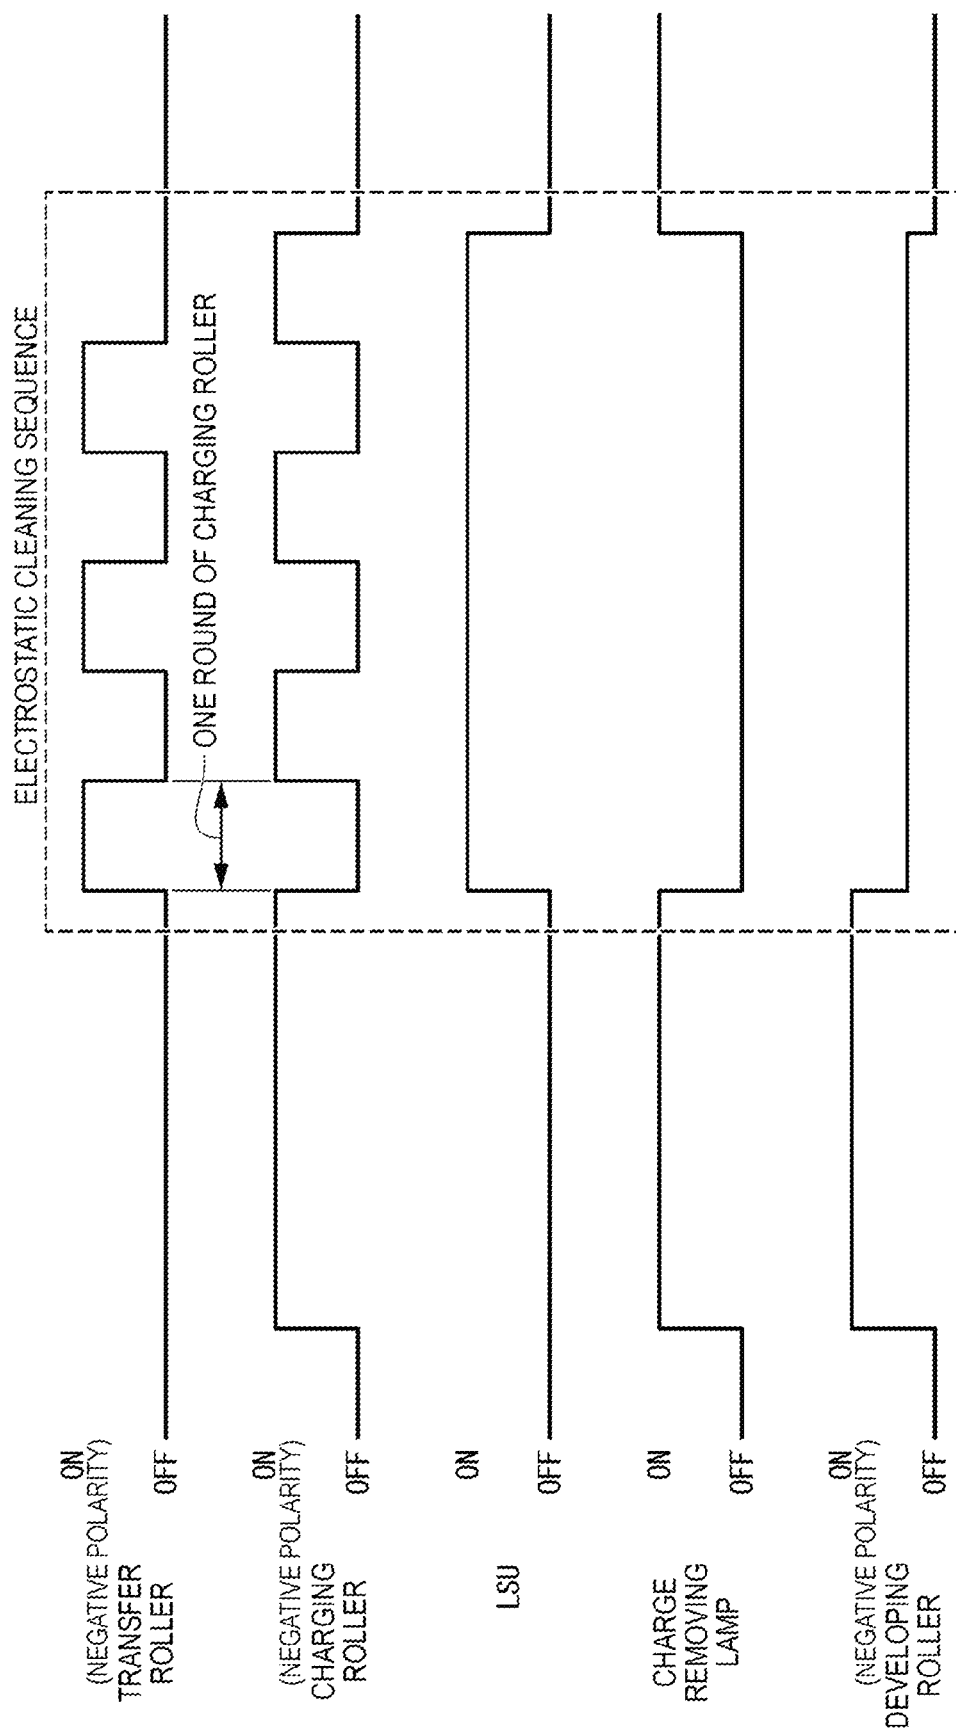 ELECTROSTATIC CLEANING SEQUENCE
ON
(NEGATIVE POLARITY)
TRANSFER
ROLLER
OFF
ONE ROUND OF CHARGING ROLLER
ON
(NEGATIVE POLARITY)
CHARGING
ROLLER
OFF
ON
LSU
OFF
ON
CHARGE
REMOVING
LAMP
OFF
ON
(NEGATIVE POLARITY)
DEVELOPING
ROLLER
OFF